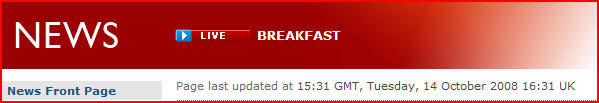 NEWS
LIVE BREAKFAST
News Front Page
Page last updated at 15:31 GMT, Tuesday, 14 October 2008 16:31 UK